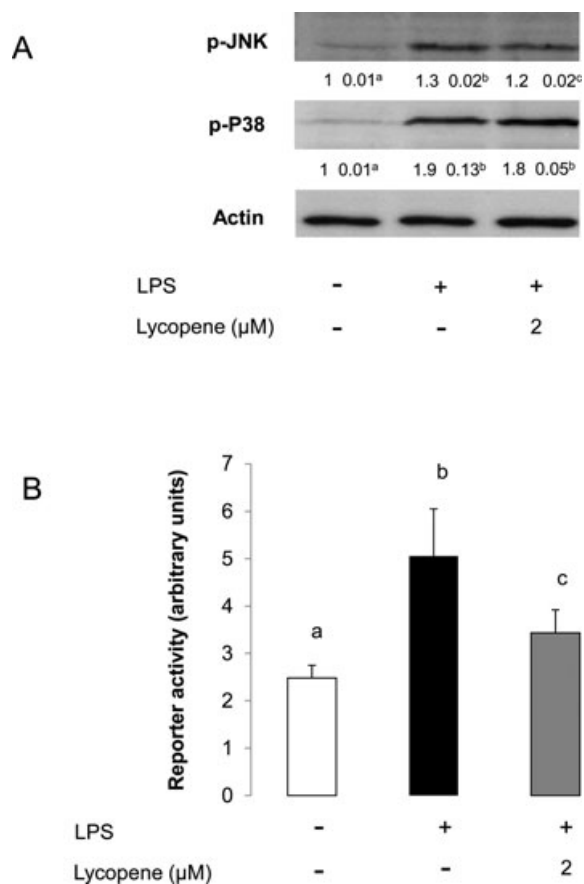 A
p-JNK
1 0.01ᵃ 1.3 0.02ᵇ 1.2 0.02ᶜ
p-P38
1 0.01ᵃ 1.9 0.13ᵇ 1.8 0.05ᵇ
Actin
LPS - + +
Lycopene (µM) - - 2
B
Reporter activity (arbitrary units)
7
6
5
4
3
2
1
0
a
b
c
LPS - + +
Lycopene (µM) - - 2